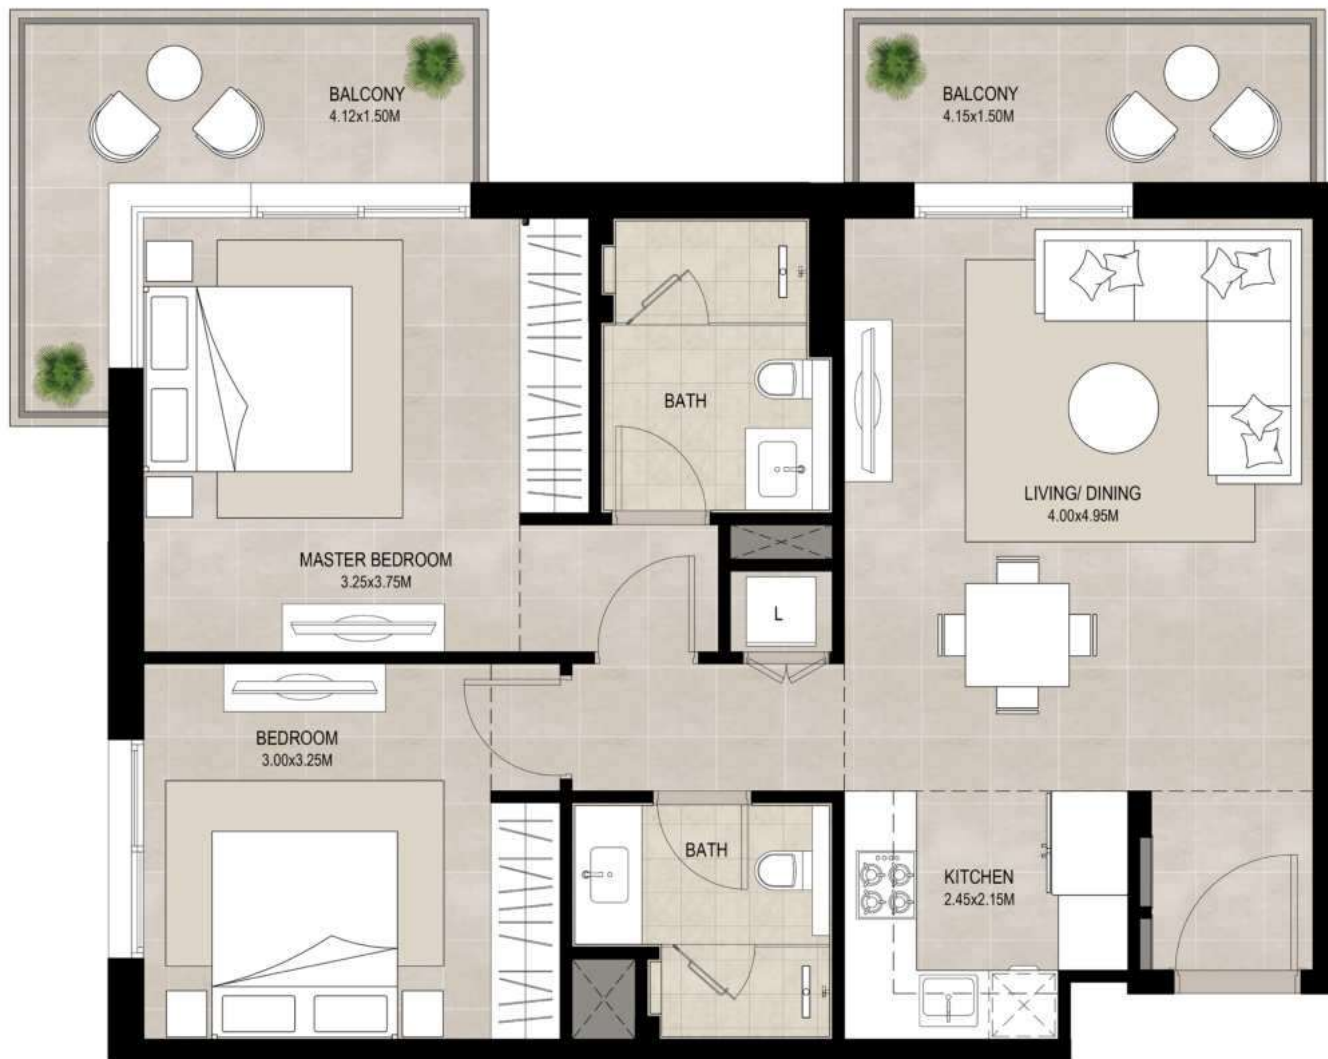 BALCONY
4.12x1.50M
BALCONY
4.15x1.50M
BATH
LIVING/ DINING
4.00x4.95M
MASTER BEDROOM
3.25x3.75M
L
BEDROOM
3.00x3.25M
BATH
KITCHEN
2.45x2.15M